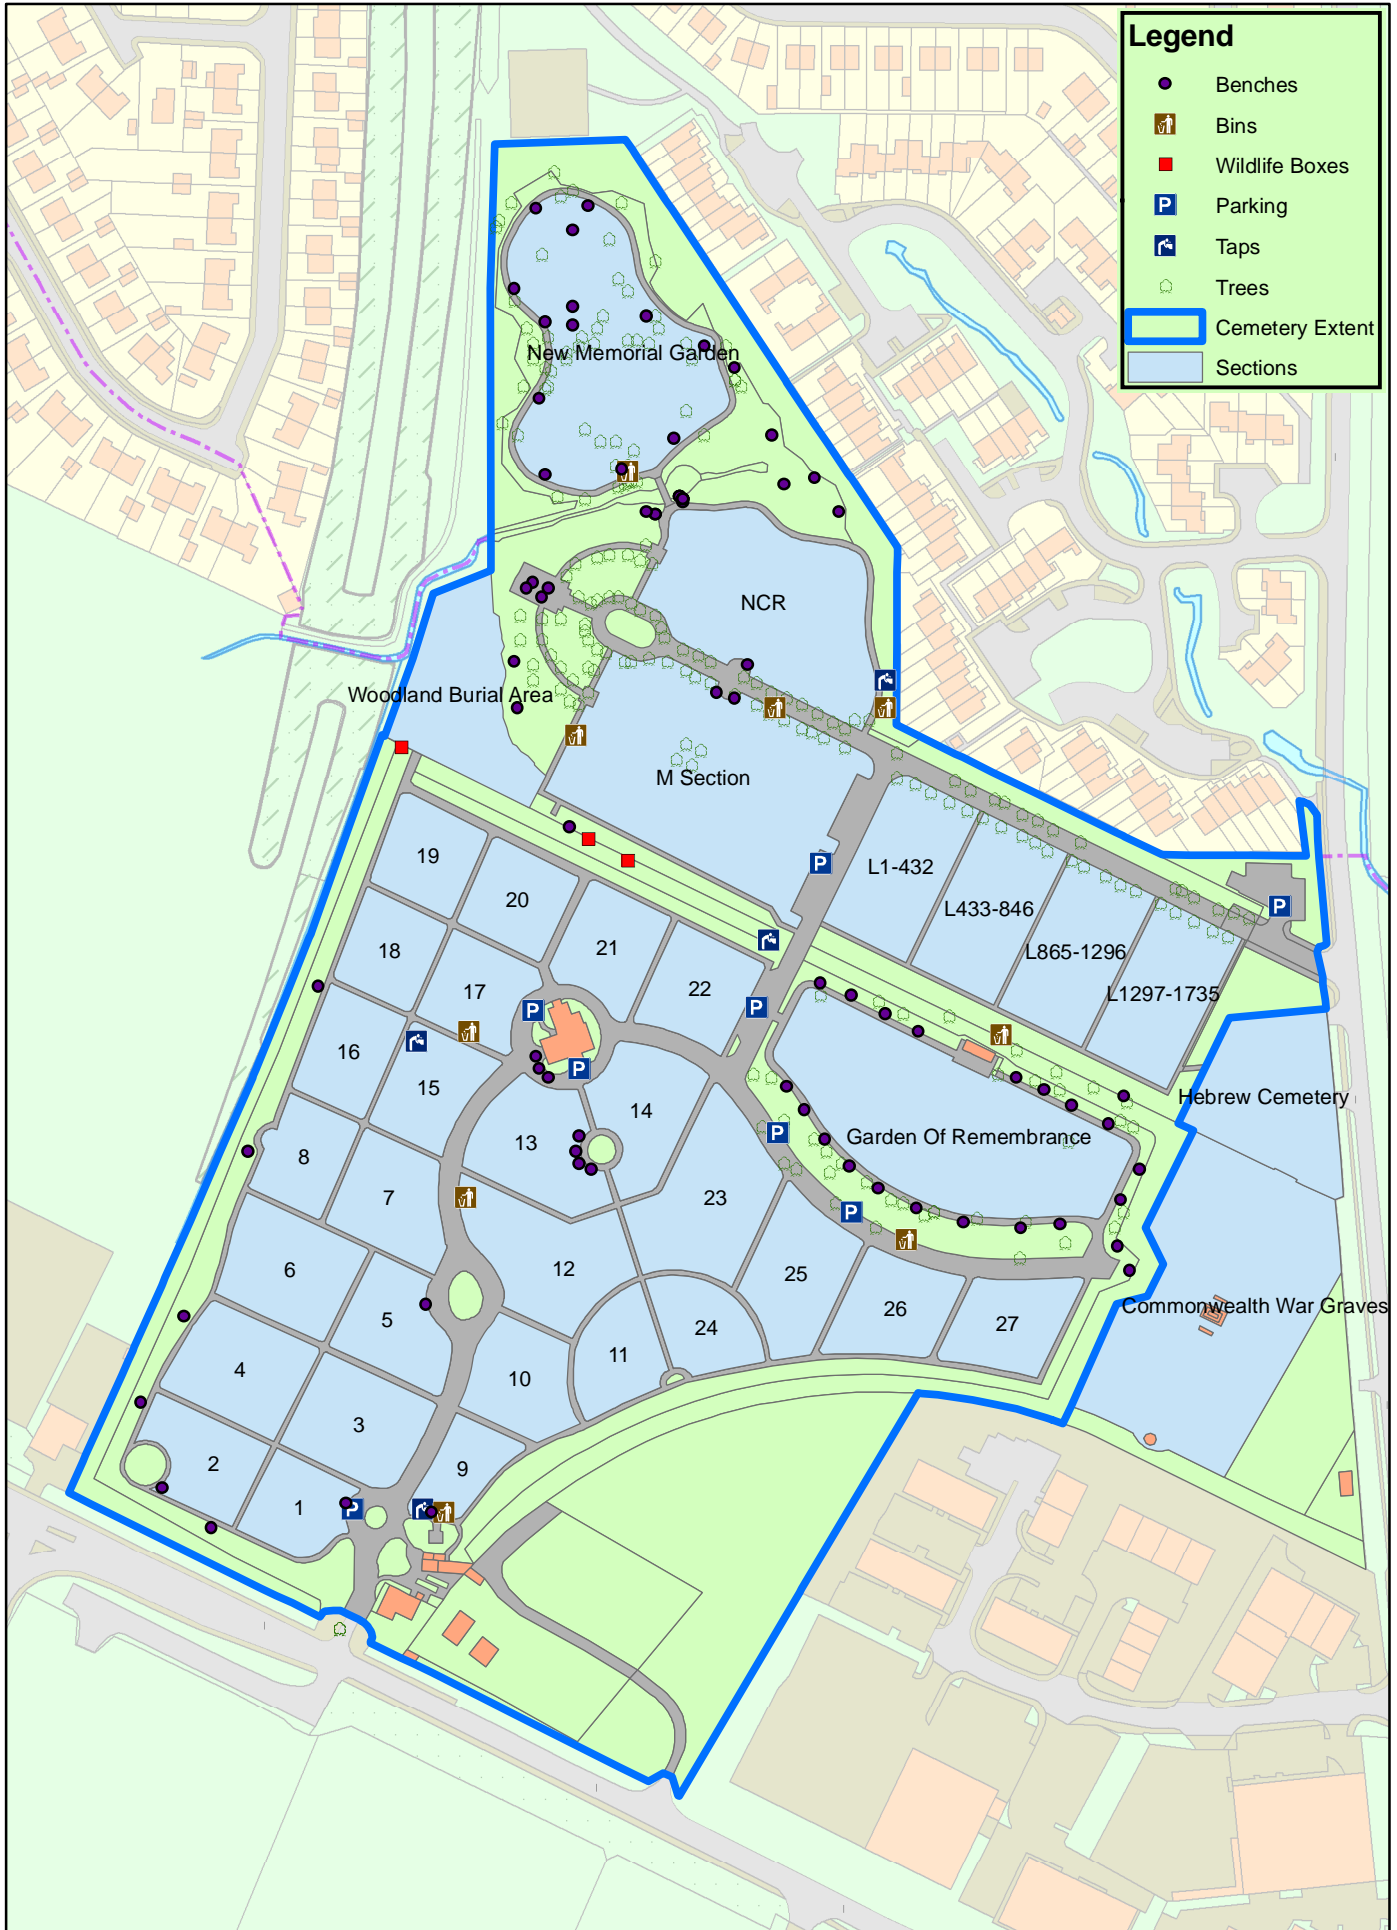 Legend
Benches
Bins
Wildlife Boxes
P Parking
Taps
Trees
Cemetery Extent
Sections
New Memorial Garden
NCR
Woodland Burial Area
M Section
P
L1-432
19
P
20
L433-846
21
18
L865-1296
17
22
L1297-1735
P
P
16
P
15
Hebrew Cemetery
14
P
13
Garden Of Remembrance
8
7
23
P
12
6
25
Commonwealth War Graves
26
5
27
24
11
4
10
3
2
9
1
P